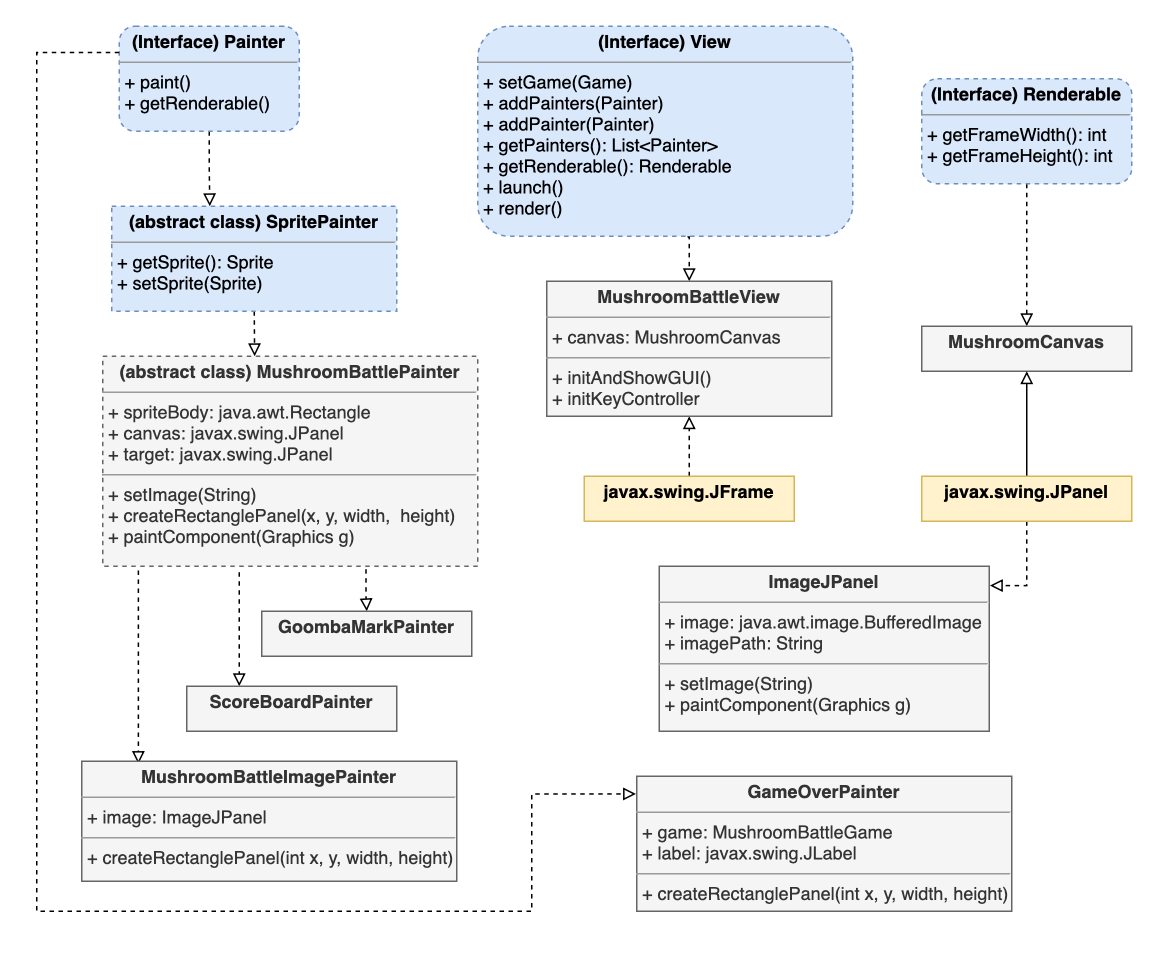 (Interface) Painter
+ paint()
+ getRenderable()
(Interface) View
+ setGame(Game)
+ addPainters(Painter)
+ addPainter(Painter)
+ getPainters(): List<Painter>
+ getRenderable(): Renderable
+ launch()
+ render()
(Interface) Renderable
+ getFrameWidth(): int
+ getFrameHeight(): int
(abstract class) SpritePainter
+ getSprite(): Sprite
+ setSprite(Sprite)
MushroomBattleView
+ canvas: MushroomCanvas
+ initAndShowGUI()
+ initKeyController
MushroomCanvas
(abstract class) MushroomBattlePainter
+ spriteBody: java.awt.Rectangle
+ canvas: javax.swing.JPanel
+ target: javax.swing.JPanel
+ setImage(String)
+ createRectanglePanel(x, y, width,  height)
+ paintComponent(Graphics g)
javax.swing.JFrame
javax.swing.JPanel
ImageJPanel
+ image: java.awt.image.BufferedImage
+ imagePath: String
+ setImage(String)
+ paintComponent(Graphics g)
GoombaMarkPainter
ScoreBoardPainter
MushroomBattleImagePainter
+ image: ImageJPanel
+ createRectanglePanel(int x, y, width, height)
GameOverPainter
+ game: MushroomBattleGame
+ label: javax.swing.JLabel
+ createRectanglePanel(int x, y, width, height)